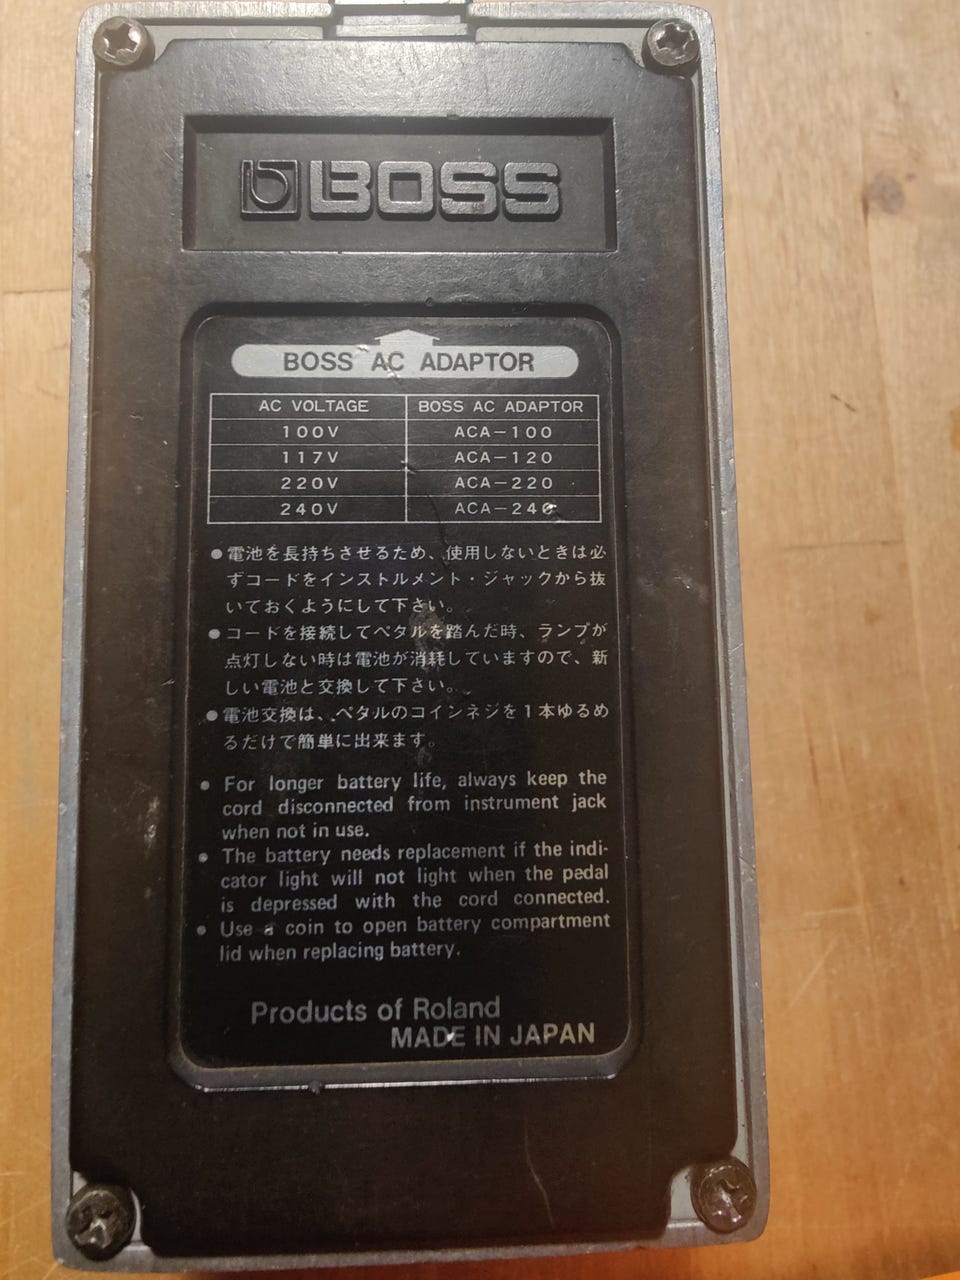 BOSS
BOSS AC ADAPTOR
AC VOLTAGE BOSS AC ADAPTOR
100V ACA-100
117V ACA-120
220V ACA-220
240V ACA-240
●電池を長持ちさせるため、使用しないときは必
ずコードをインストルメント・ジャックから抜
いておくようにして下さい。
●コードを接続してペタルを踏んだ時、ランプが
点灯しない時は電池が消耗していますので、新
しい電池と交換して下さい。
●電池交換は、ペタルのコインネジを1本ゆるめ
るだけで簡単に出来ます。
● For longer battery life, always keep the
cord disconnected from instrument jack
when not in use.
● The battery needs replacement if the indi-
cator light will not light when the pedal
is depressed with the cord connected.
● Use a coin to open battery compartment
lid when replacing battery.
Products of Roland
MADE IN JAPAN